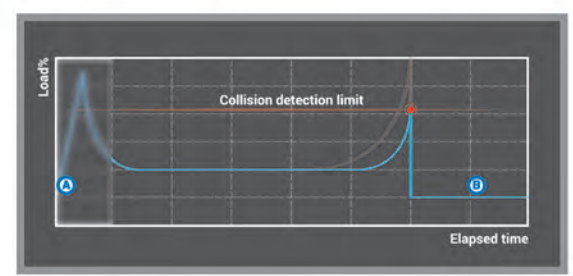 Load%
Collision detection limit
A
B
Elapsed time